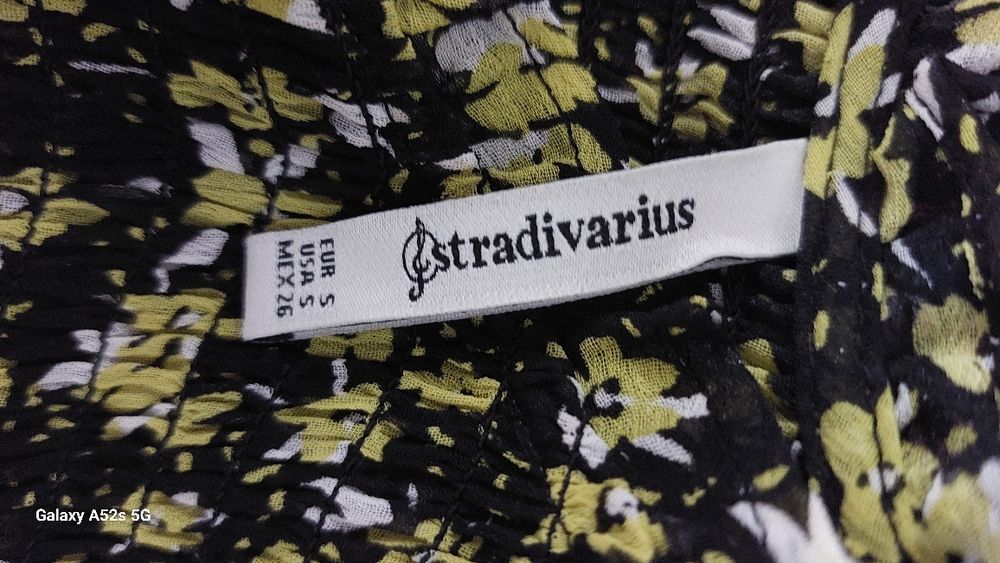 stradivarius
EUR S
USA S
MEX 26
Galaxy A52s 5G